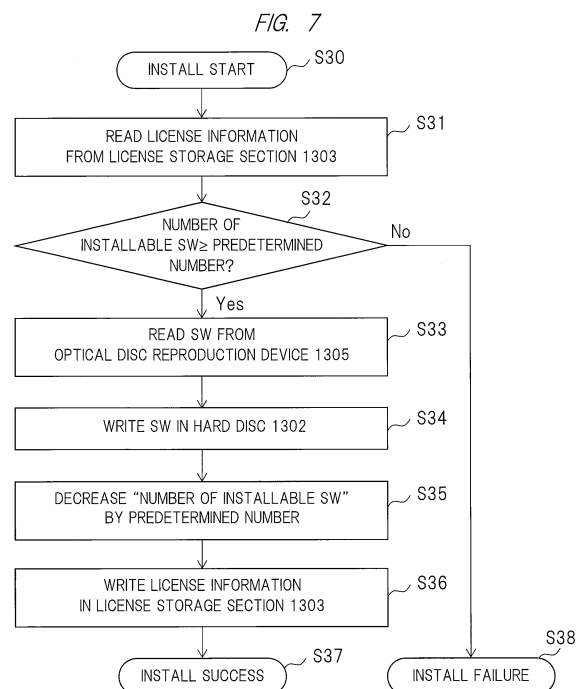 FIG. 7
INSTALL START
S30
READ LICENSE INFORMATION
FROM LICENSE STORAGE SECTION 1303
S31
S32
NUMBER OF
INSTALLABLE SW≥ PREDETERMINED
NUMBER?
No
Yes
READ SW FROM
OPTICAL DISC REPRODUCTION DEVICE 1305
S33
WRITE SW IN HARD DISC 1302
S34
DECREASE “NUMBER OF INSTALLABLE SW”
BY PREDETERMINED NUMBER
S35
WRITE LICENSE INFORMATION
IN LICENSE STORAGE SECTION 1303
S36
INSTALL SUCCESS
S37
INSTALL FAILURE
S38